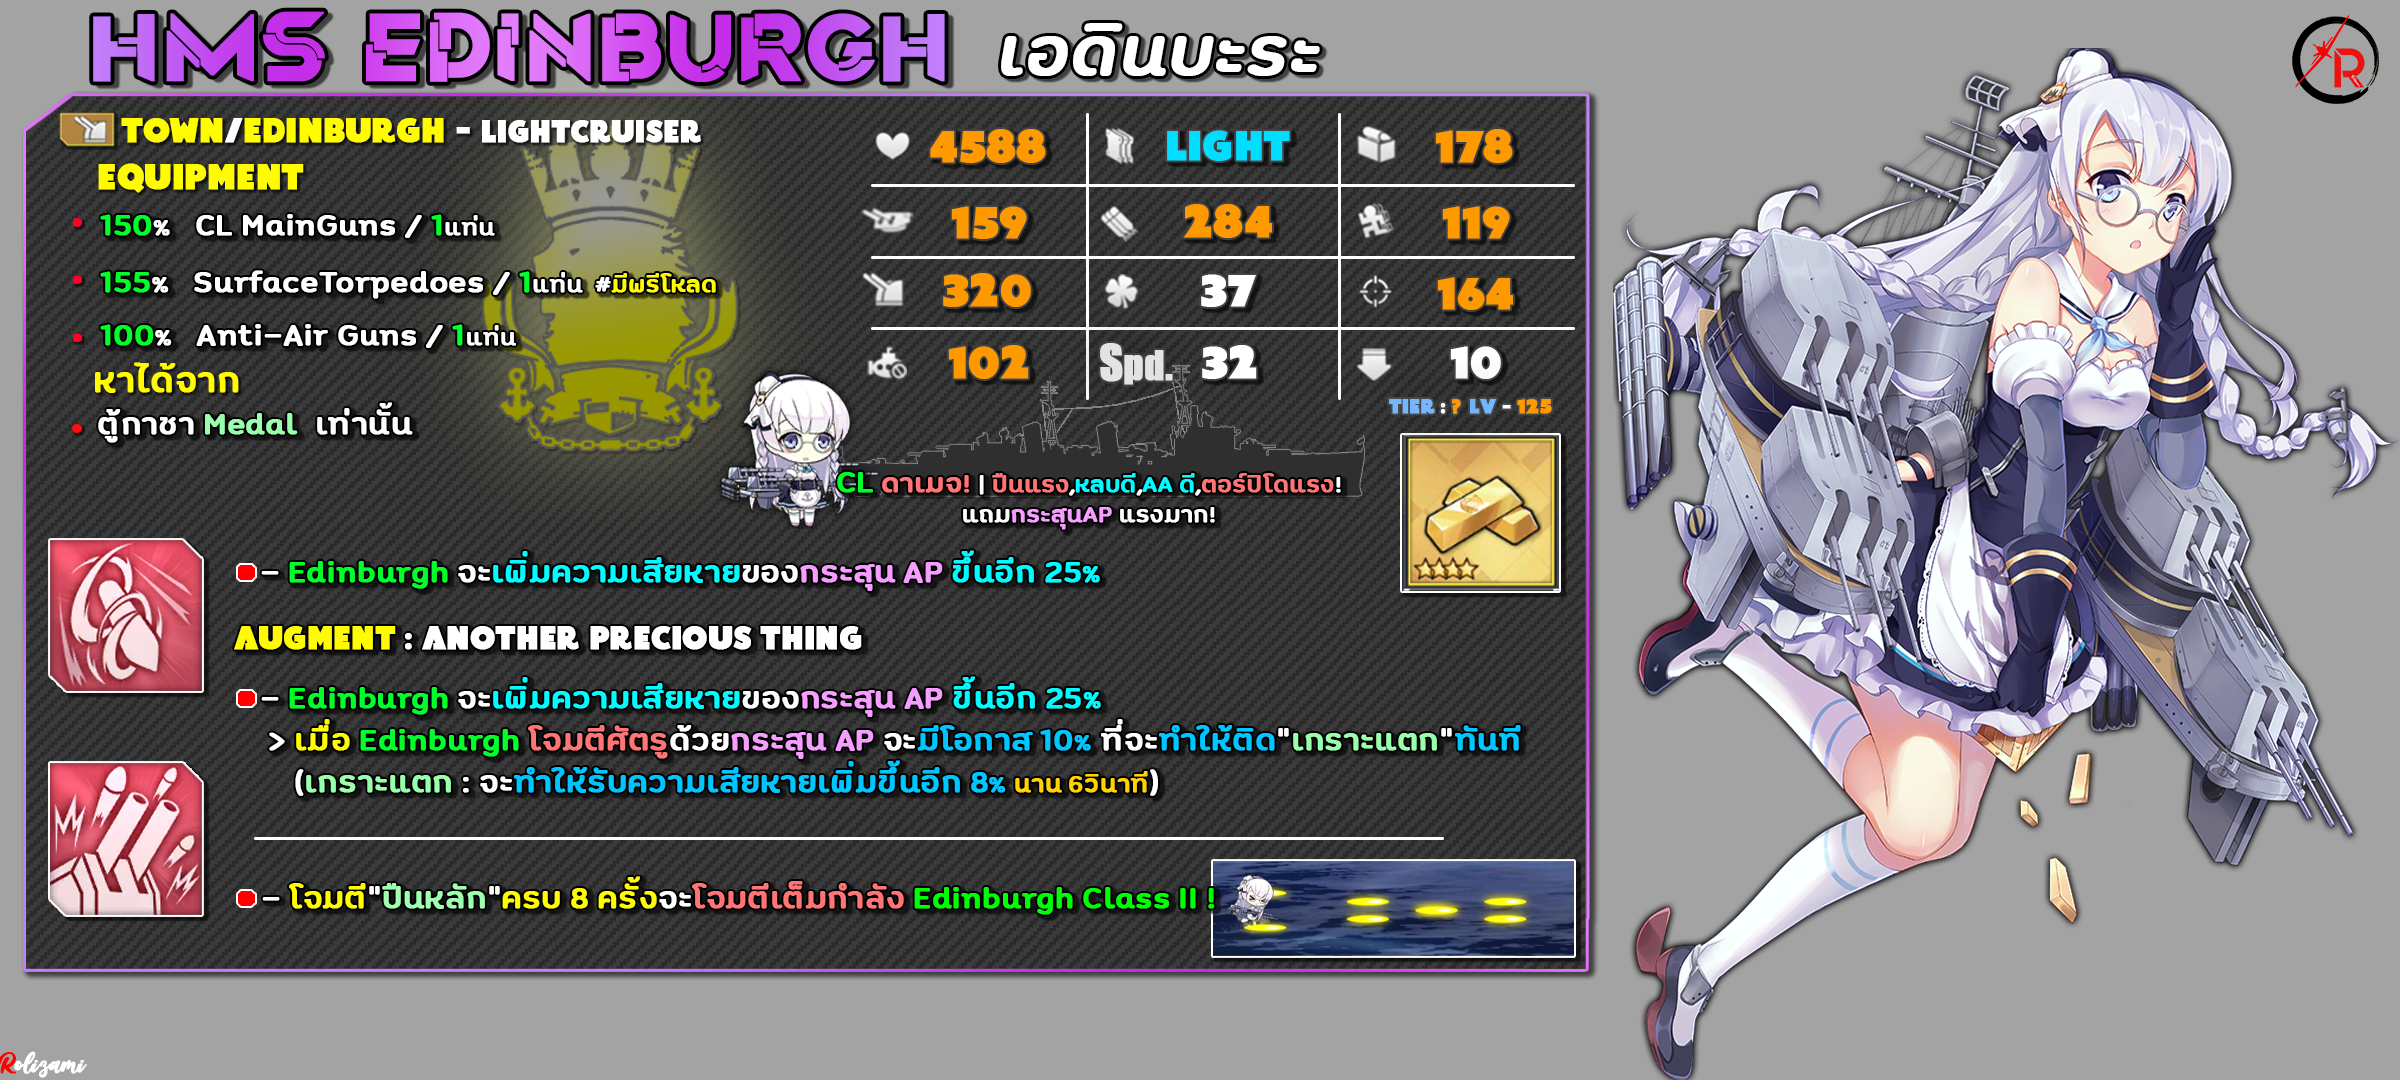 HMS EDINBURGH เอดินบะระ
TOWN/EDINBURGH - LIGHTCRUISER
EQUIPMENT
150% CL MainGuns / 1แท่น
155% SurfaceTorpedoes / 1แท่น #มีพรีโหลด
100% Anti-Air Guns / 1แท่น
หาได้จาก
ตู้กาชา Medal เท่านั้น
4588 LIGHT 178
159 284 119
320 37 164
102 Spd. 32 10
TIER : ? LV - 125
CL ดาเมจ! | ปืนแรง,หลบดี,AA ดี,ตอร์ปิโดแรง!
แถมกระสุนAP แรงมาก!
- Edinburgh จะเพิ่มความเสียหายของกระสุน AP ขึ้นอีก 25%
AUGMENT : ANOTHER PRECIOUS THING
- Edinburgh จะเพิ่มความเสียหายของกระสุน AP ขึ้นอีก 25%
> เมื่อ Edinburgh โจมตีศัตรูด้วยกระสุน AP จะมีโอกาส 10% ที่จะทำให้ติด"เกราะแตก"ทันที
(เกราะแตก : จะทำให้รับความเสียหายเพิ่มขึ้นอีก 8% นาน 6วินาที)
- โจมตี"ปืนหลัก"ครบ 8 ครั้งจะโจมตีเต็มกำลัง Edinburgh Class II !
R
Rolizami